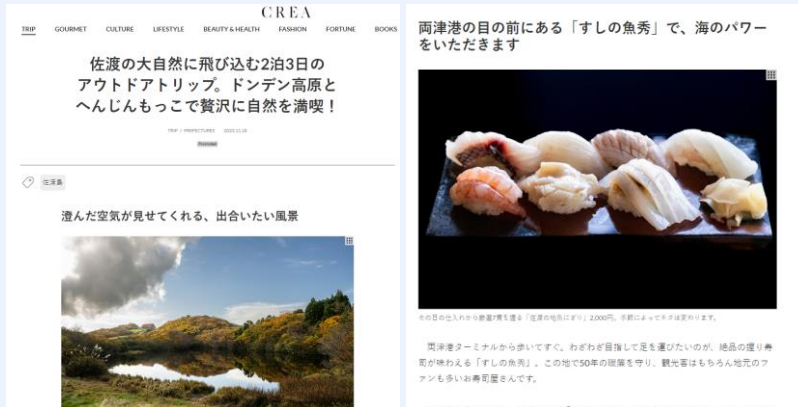 CREA
TRIP GOURMET CULTURE LIFESTYLE BEAUTY & HEALTH FASHION FORTUNE BOOKS
佐渡の大自然に飛び込む2泊3日の
アウトドアトリップ。ドンデン高原と
へんじんもっこで贅沢に自然を満喫！
TRIP / PREFECTURES
Promoted
佐渡島
澄んだ空気が見せてくれる、出合いたい風景
両津港の目の前にある「すしの魚秀」で、海のパワー
をいただきます
その日の仕入れから厳選7貫を握る「佐渡の地魚にぎり」2,000円。季節によってネタは変わります。
両津港ターミナルから歩いてすぐ。わざわざ目指して足を運びたいのが、絶品の握り寿
司が味わえる「すしの魚秀」。この地で50年の暖簾を守り、観光客はもちろん地元のフ
ァンも多いお寿司屋さんです。